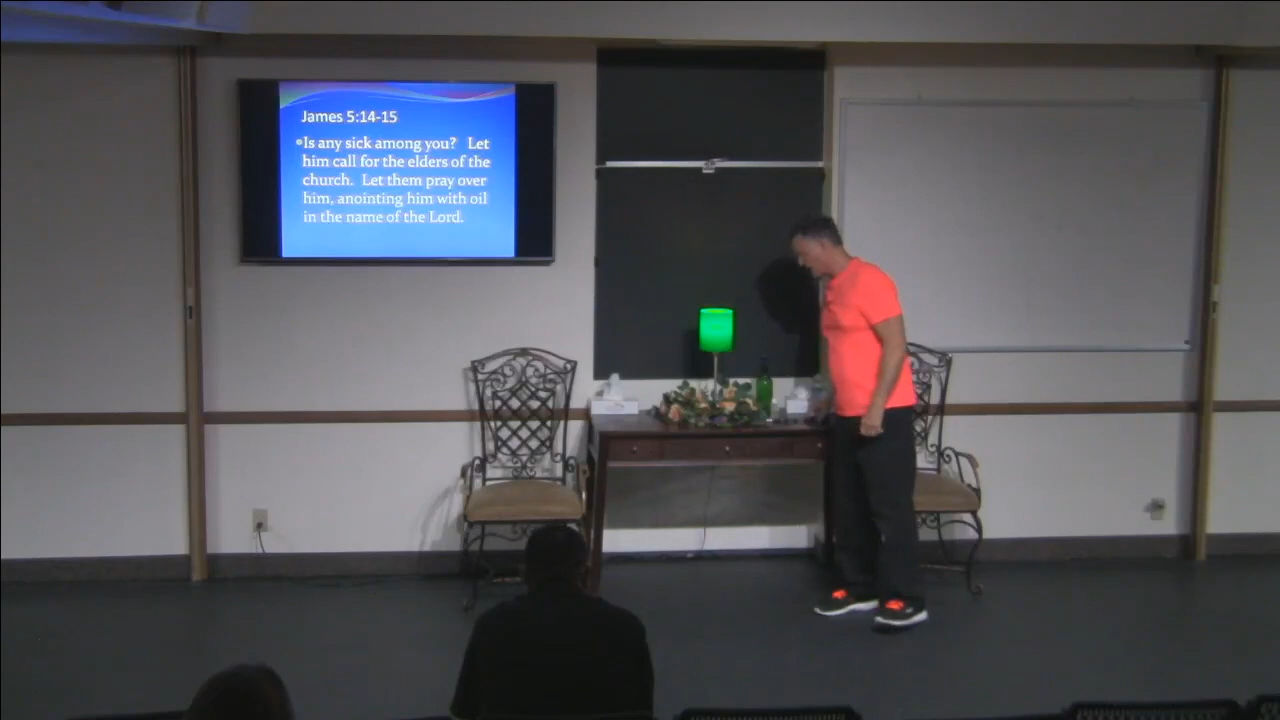 James 5:14-15
Is any sick among you? Let
him call for the elders of the
church. Let them pray over
him, anointing him with oil
in the name of the Lord.